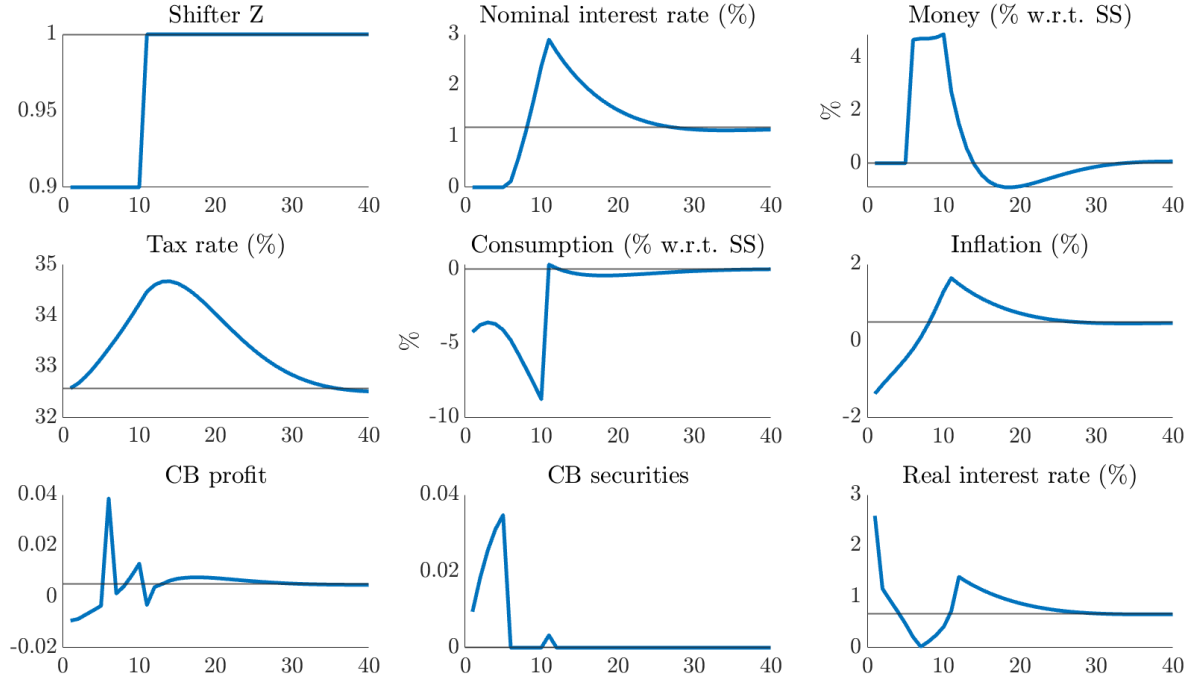 Shifter Z
1
0.95
0.9
0 10 20 30 40
Nominal interest rate (%)
3
2
1
0
0 10 20 30 40
Money (% w.r.t. SS)
%
4
2
0
0 10 20 30 40
Tax rate (%)
35
34
33
32
0 10 20 30 40
Consumption (% w.r.t. SS)
%
0
-5
-10
0 10 20 30 40
Inflation (%)
2
0
-2
0 10 20 30 40
CB profit
0.04
0.02
0
-0.02
0 10 20 30 40
CB securities
0.04
0.02
0
0 10 20 30 40
Real interest rate (%)
3
2
1
0
0 10 20 30 40